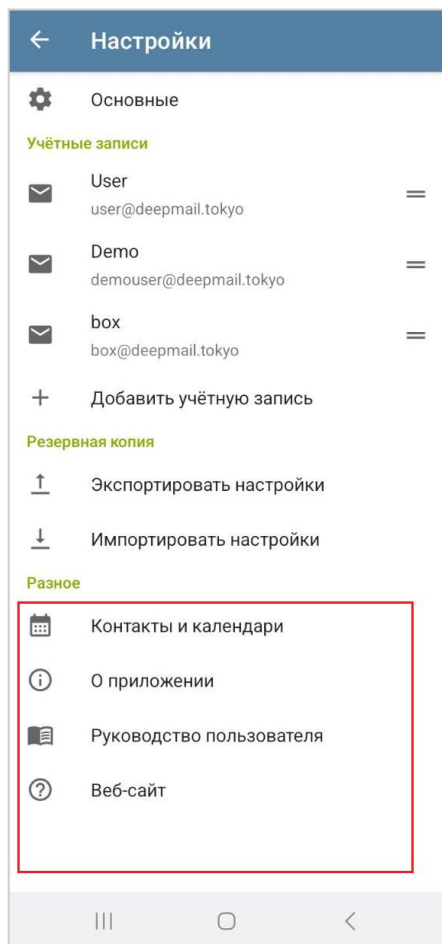 Настройки
Основные
Учётные записи
User
user@deepmail.tokyo
Demo
demouser@deepmail.tokyo
box
box@deepmail.tokyo
Добавить учётную запись
Резервная копия
Экспортировать настройки
Импортировать настройки
Разное
Контакты и календари
О приложении
Руководство пользователя
Веб-сайт